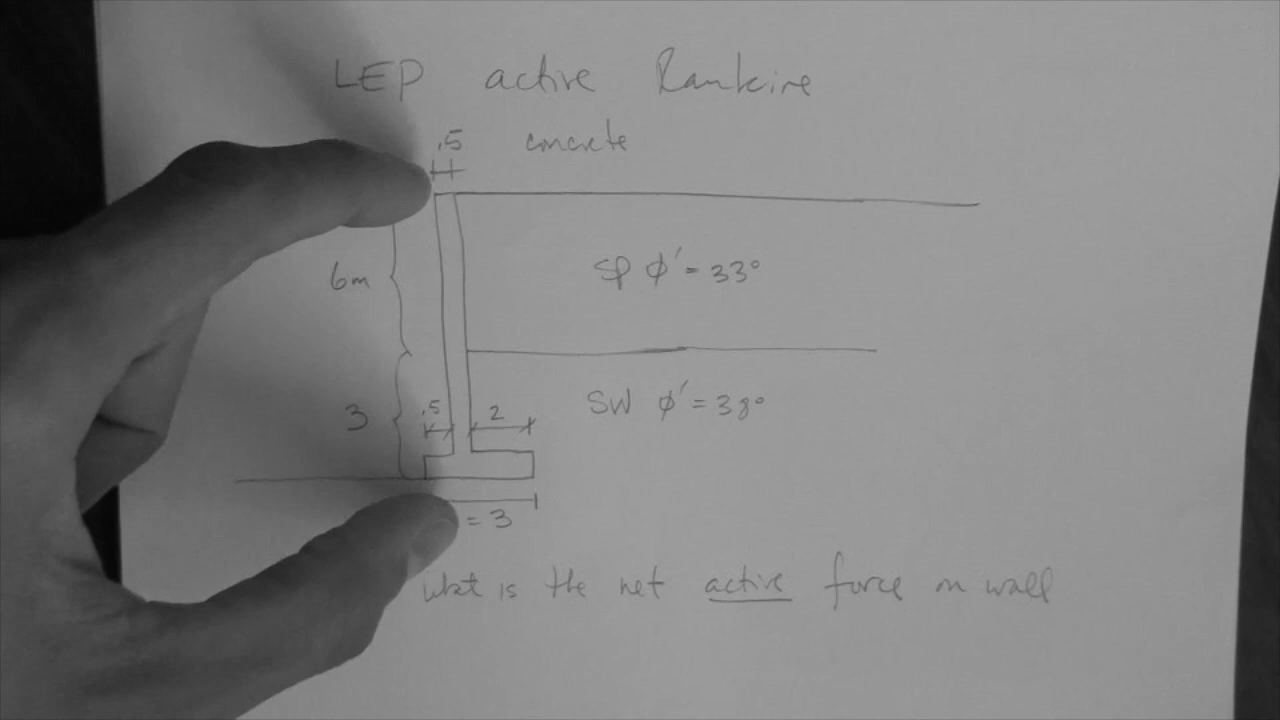 LEP active Rankine
.5 concrete
6m SP φ' = 33°
3 .5 2 SW φ' = 38°
= 3
what is the net active force on wall